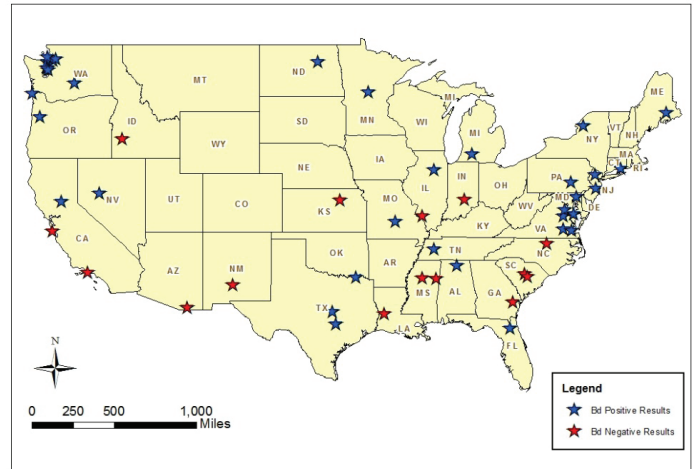 WA
MT
ND
MN
MI
ME
OR
ID
WY
SD
WI
MI
NY
VT
NH
MA
CT
RI
NE
IA
IL
IN
OH
PA
NJ
MD
DE
NV
UT
CO
KS
MO
KY
WV
VA
CA
AZ
NM
OK
AR
TN
NC
SC
TX
LA
MS
AL
GA
FL
N
0 250 500 1,000
Miles
Legend
Bd Positive Results
Bd Negative Results